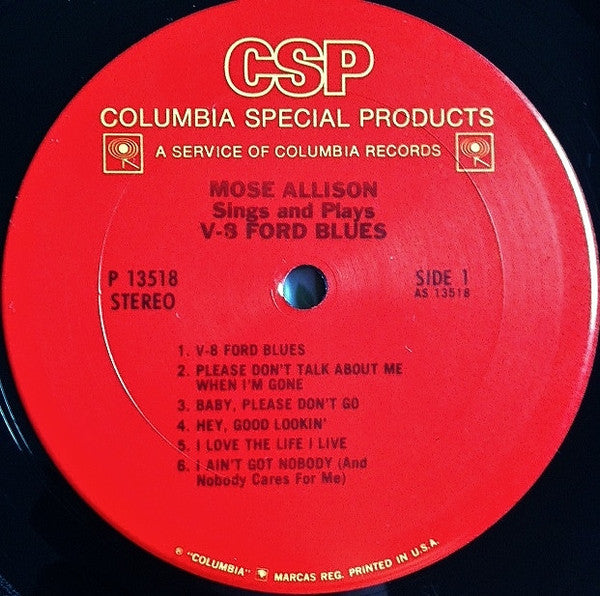 CSP
COLUMBIA SPECIAL PRODUCTS
A SERVICE OF COLUMBIA RECORDS
MOSE ALLISON
Sings and Plays
V-8 FORD BLUES
P 13518
STEREO
SIDE 1
AS 13518
1. V-8 FORD BLUES
2. PLEASE DON'T TALK ABOUT ME
WHEN I'M GONE
3. BABY, PLEASE DON'T GO
4. HEY, GOOD LOOKIN'
5. I LOVE THE LIFE I LIVE
6. I AIN'T GOT NOBODY (And
Nobody Cares For Me)
® "COLUMBIA" MARCAS REG. PRINTED IN U.S.A.